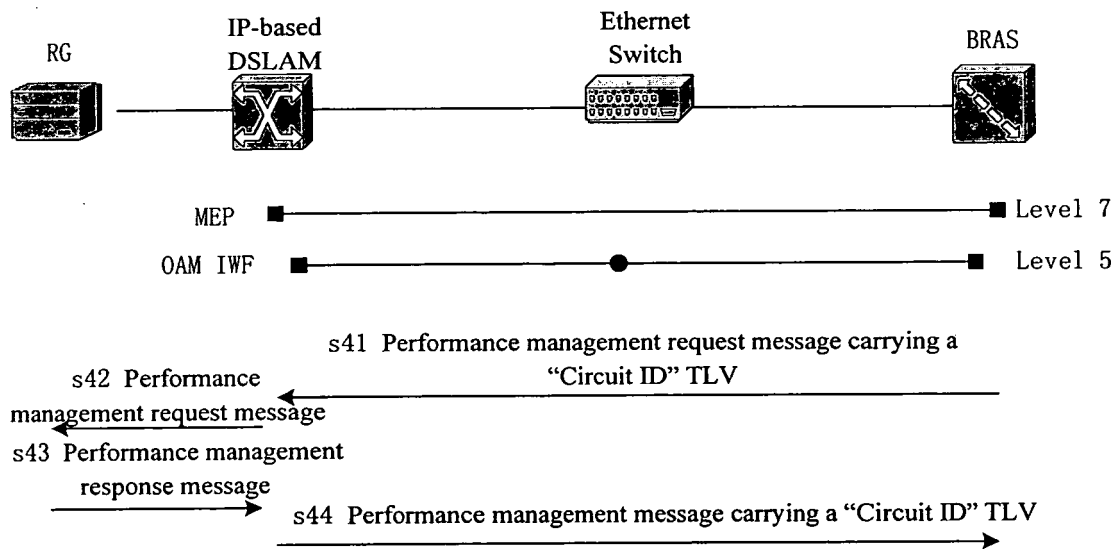 RG
IP-based
DSLAM
Ethernet
Switch
BRAS
MEP
Level 7
OAM IWF
Level 5
s41 Performance management request message carrying a
“Circuit ID” TLV
s42 Performance
management request message
s43 Performance management
response message
s44 Performance management message carrying a “Circuit ID” TLV